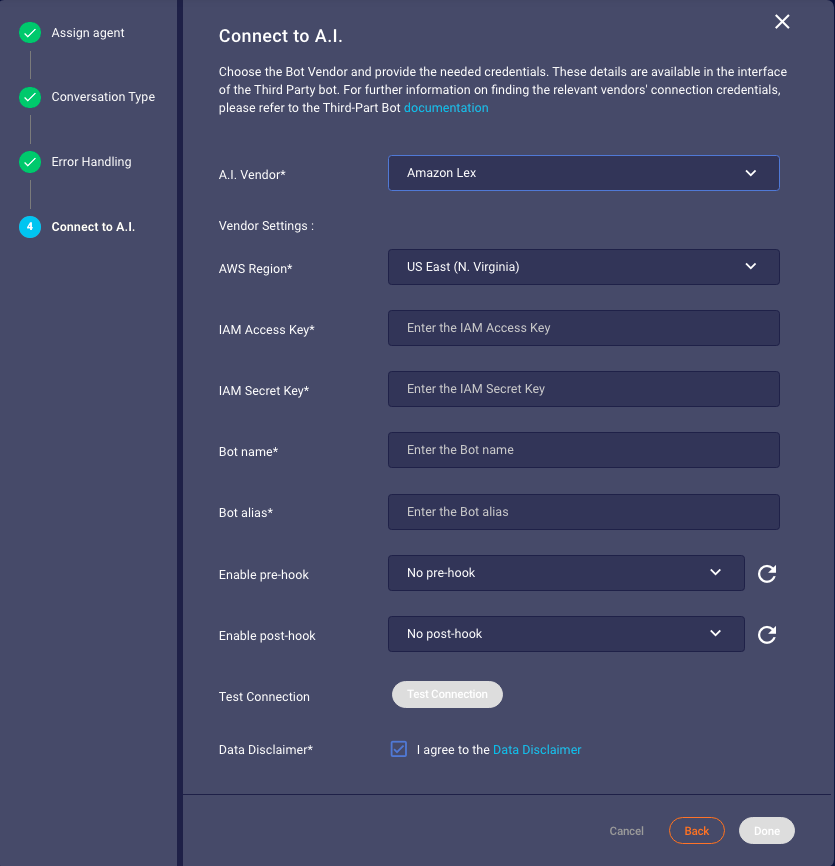 Assign agent
Conversation Type
Error Handling
4 Connect to A.I.
Connect to A.I.
Choose the Bot Vendor and provide the needed credentials. These details are available in the interface
of the Third Party bot. For further information on finding the relevant vendors' connection credentials,
please refer to the Third-Part Bot documentation
A.I. Vendor* Amazon Lex
Vendor Settings :
AWS Region* US East (N. Virginia)
IAM Access Key* Enter the IAM Access Key
IAM Secret Key* Enter the IAM Secret Key
Bot name* Enter the Bot name
Bot alias* Enter the Bot alias
Enable pre-hook No pre-hook
Enable post-hook No post-hook
Test Connection Test Connection
Data Disclaimer* I agree to the Data Disclaimer
Cancel Back Done